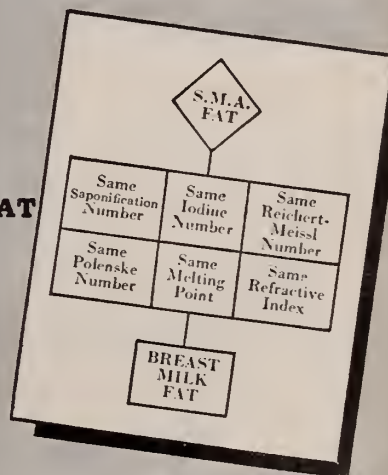 S.M.A.
FAT
AT
Same
Saponification
Number
Same
Iodine
Number
Same
Reichert-
Meissl
Number
Same
Polenske
Number
Same
Melting
Point
Same
Refractive
Index
BREAST
MILK
FAT